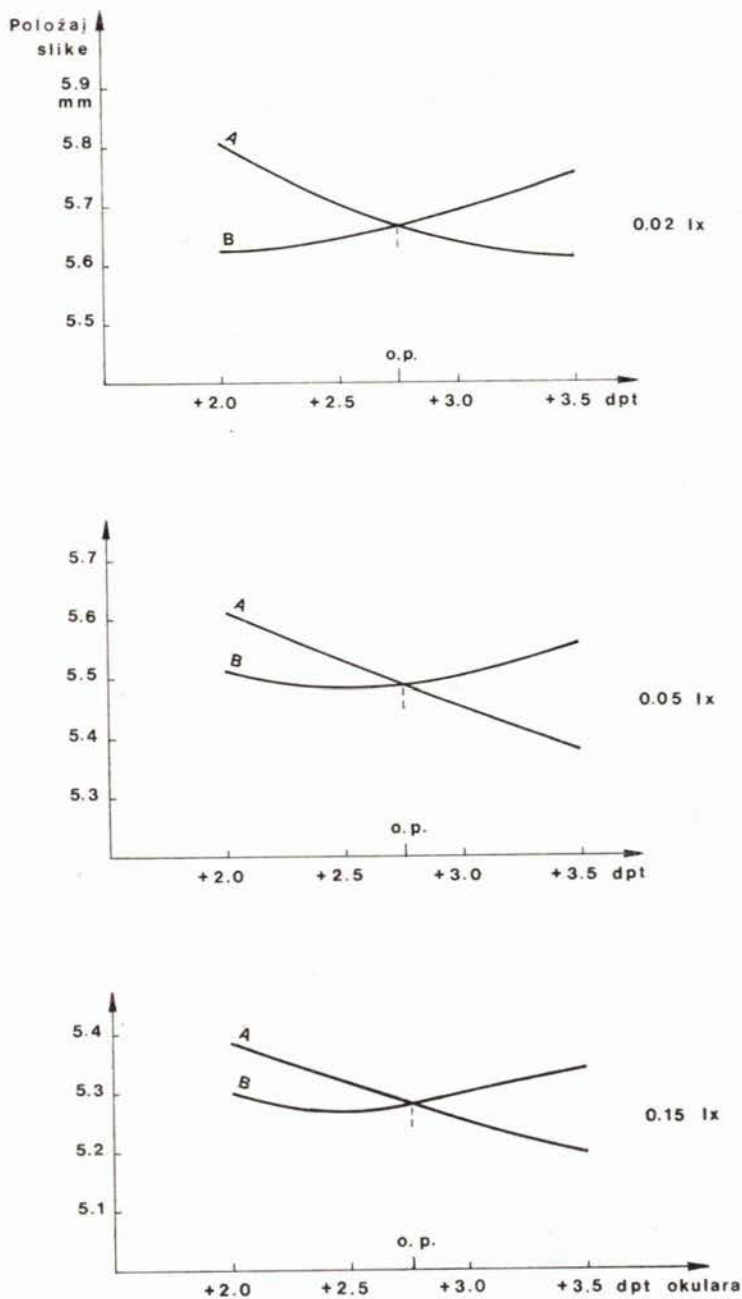 Položaj
slike
5.9
mm
5.8
5.7
5.6
5.5
A
B
0.02 lx
o.p.
+2.0 +2.5 +3.0 +3.5 dpt
5.7
5.6
5.5
5.4
5.3
A
B
0.05 lx
o.p.
+2.0 +2.5 +3.0 +3.5 dpt
5.4
5.3
5.2
5.1
A
B
0.15 lx
o.p.
+2.0 +2.5 +3.0 +3.5 dpt okulara